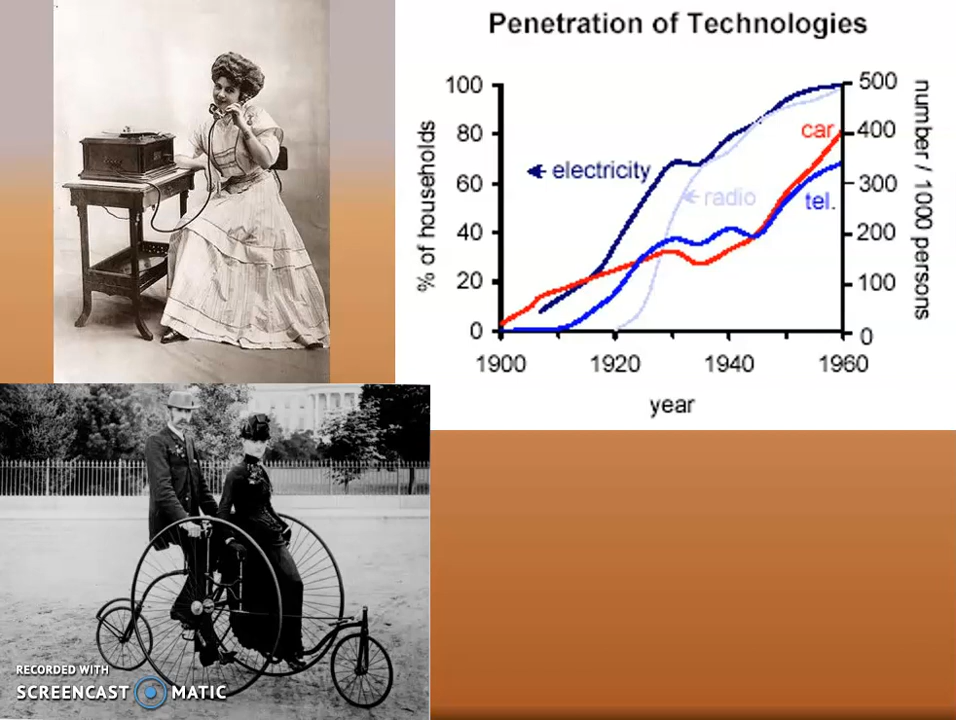 Penetration of Technologies
100
80
60
40
20
0
% of households
electricity
radio
car
tel.
500
400
300
200
100
0
number / 1000 persons
1900 1920 1940 1960
year
RECORDED WITH
SCREENCAST MATIC